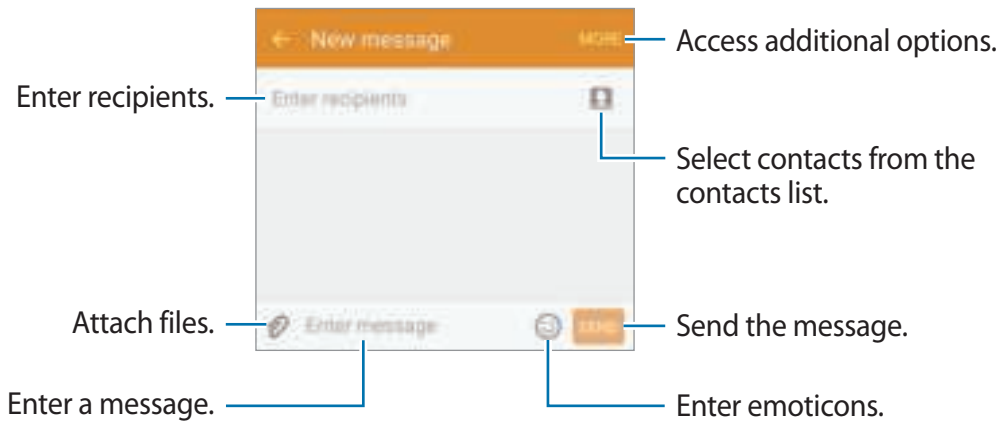 New message
MORE
Access additional options.
Enter recipients.
Enter recipients
Select contacts from the
contacts list.
Attach files.
Enter message
SEND
Send the message.
Enter a message.
Enter emoticons.